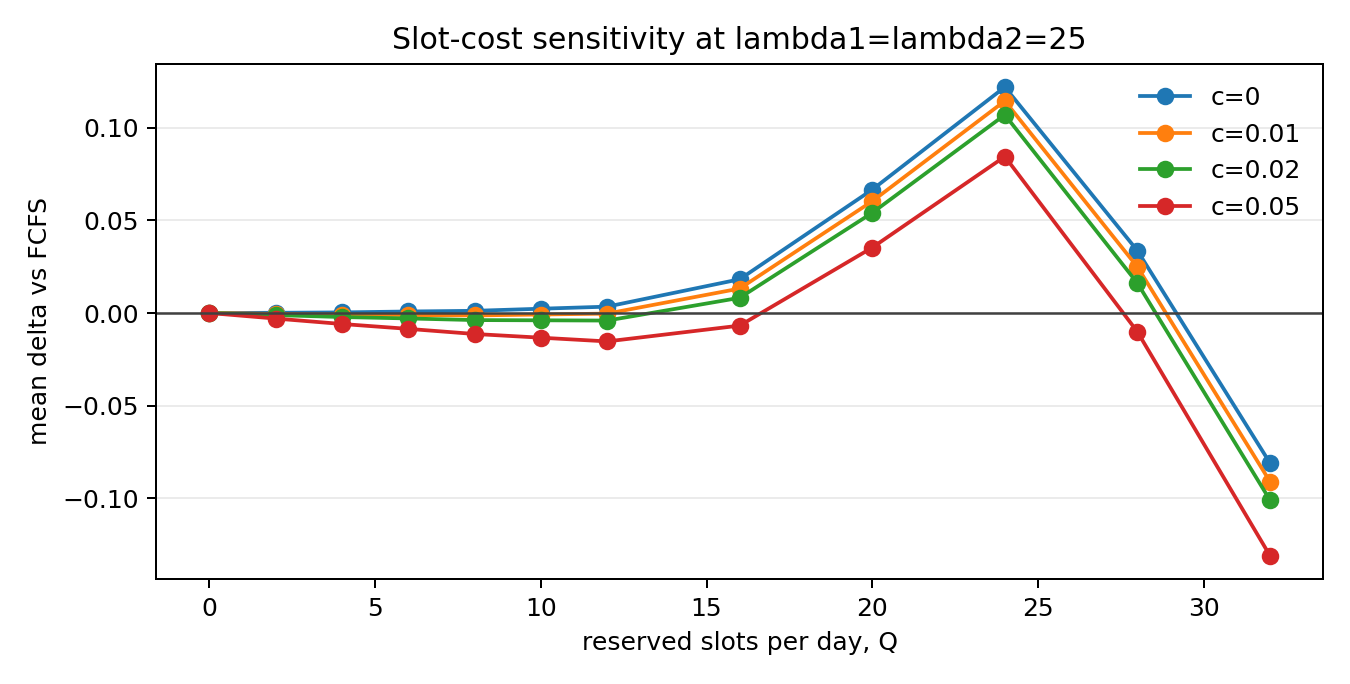 Slot-cost sensitivity at lambda1=lambda2=25
mean delta vs FCFS
0.10
0.05
0.00
−0.05
−0.10
c=0
c=0.01
c=0.02
c=0.05
0 5 10 15 20 25 30
reserved slots per day, Q